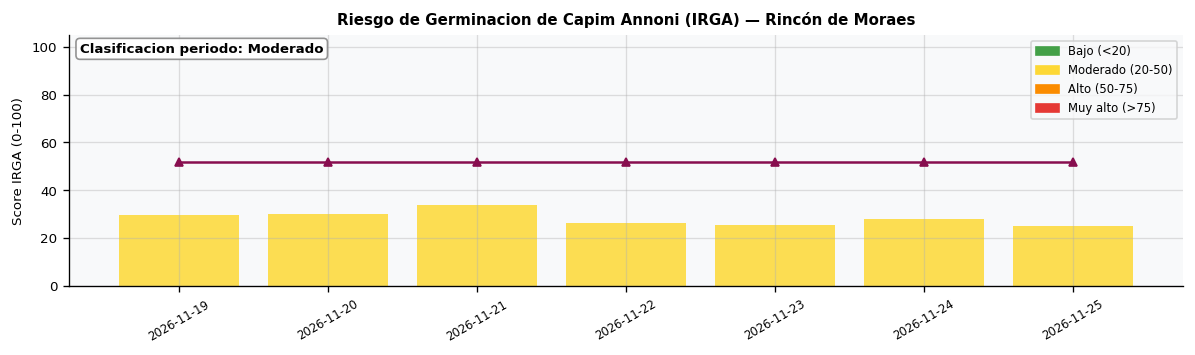 Riesgo de Germinacion de Capim Annoni (IRGA) — Rincón de Moraes
Clasificacion periodo: Moderado
Bajo (<20)
Moderado (20-50)
Alto (50-75)
Muy alto (>75)
Score IRGA (0-100)
100
80
60
40
20
0
2026-11-19
2026-11-20
2026-11-21
2026-11-22
2026-11-23
2026-11-24
2026-11-25